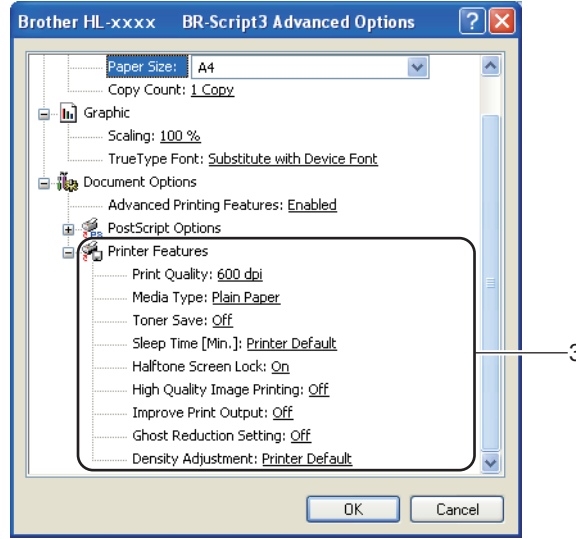 Brother HL-xxxx BR-Script3 Advanced Options
Paper Size: A4
Copy Count: 1 Copy
Graphic
Scaling: 100 %
TrueType Font: Substitute with Device Font
Document Options
Advanced Printing Features: Enabled
PostScript Options
Printer Features
Print Quality: 600 dpi
Media Type: Plain Paper
Toner Save: Off
Sleep Time [Min.]: Printer Default
Halftone Screen Lock: On
High Quality Image Printing: Off
Improve Print Output: Off
Ghost Reduction Setting: Off
Density Adjustment: Printer Default
OK Cancel